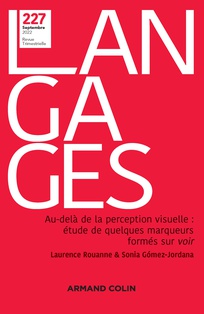 227
Septembre
2022
Revue
Trimestrielle
LAN
GA
GES
Au-delà de la perception visuelle :
étude de quelques marqueurs
formés sur voir
Laurence Rouanne & Sonia Gómez-Jordana
ARMAND COLIN